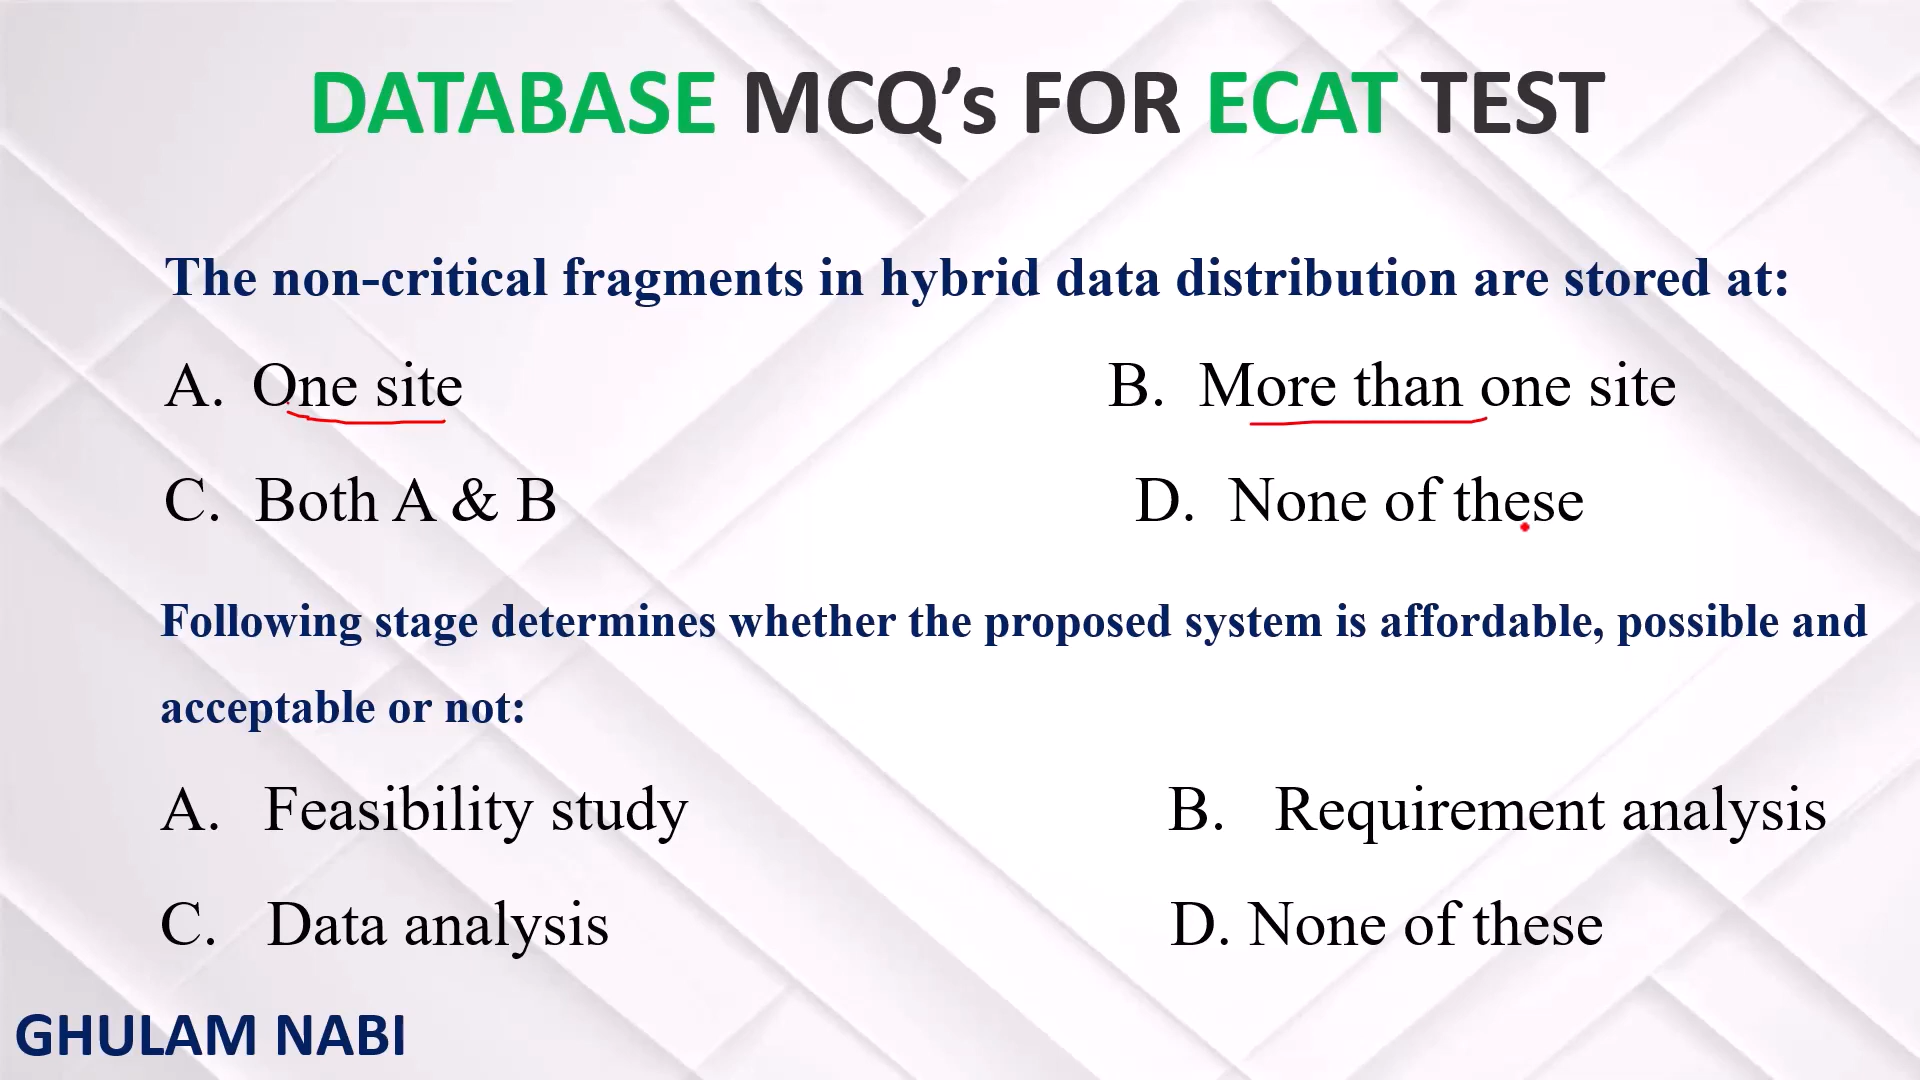 DATABASE MCQ’s FOR ECAT TEST
The non-critical fragments in hybrid data distribution are stored at:
A. One site B. More than one site
C. Both A & B D. None of these
Following stage determines whether the proposed system is affordable, possible and
acceptable or not:
A. Feasibility study B. Requirement analysis
C. Data analysis D. None of these
GHULAM NABI